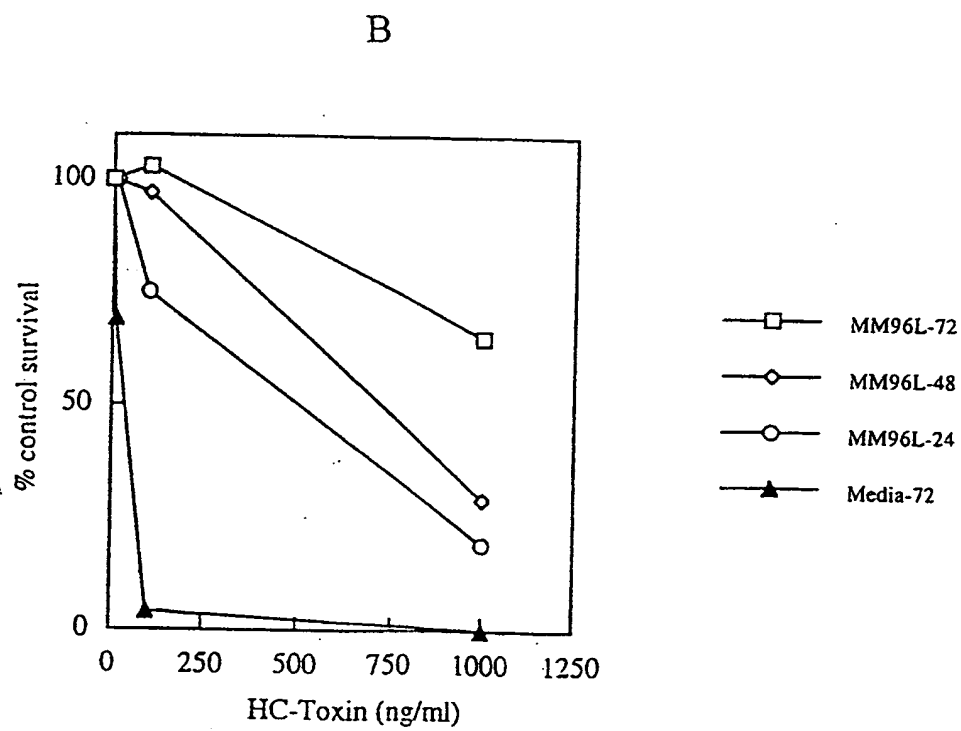 B
100
50
0
% control survival
0 250 500 750 1000 1250
HC-Toxin (ng/ml)
MM96L-72
MM96L-48
MM96L-24
Media-72